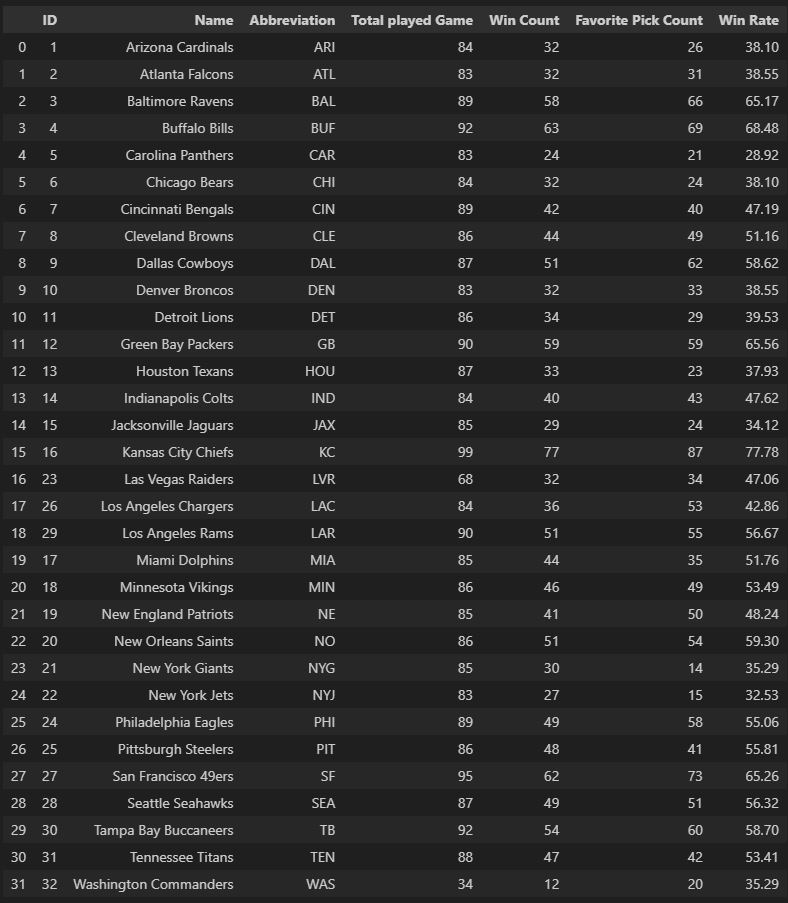 ID Name Abbreviation Total played Game Win Count Favorite Pick Count Win Rate
0 1 Arizona Cardinals ARI 84 32 26 38.10
1 2 Atlanta Falcons ATL 83 32 31 38.55
2 3 Baltimore Ravens BAL 89 58 66 65.17
3 4 Buffalo Bills BUF 92 63 69 68.48
4 5 Carolina Panthers CAR 83 24 21 28.92
5 6 Chicago Bears CHI 84 32 24 38.10
6 7 Cincinnati Bengals CIN 89 42 40 47.19
7 8 Cleveland Browns CLE 86 44 49 51.16
8 9 Dallas Cowboys DAL 87 51 62 58.62
9 10 Denver Broncos DEN 83 32 33 38.55
10 11 Detroit Lions DET 86 34 29 39.53
11 12 Green Bay Packers GB 90 59 59 65.56
12 13 Houston Texans HOU 87 33 23 37.93
13 14 Indianapolis Colts IND 84 40 43 47.62
14 15 Jacksonville Jaguars JAX 85 29 24 34.12
15 16 Kansas City Chiefs KC 99 77 87 77.78
16 23 Las Vegas Raiders LVR 68 32 34 47.06
17 26 Los Angeles Chargers LAC 84 36 53 42.86
18 29 Los Angeles Rams LAR 90 51 55 56.67
19 17 Miami Dolphins MIA 85 44 35 51.76
20 18 Minnesota Vikings MIN 86 46 49 53.49
21 19 New England Patriots NE 85 41 50 48.24
22 20 New Orleans Saints NO 86 51 54 59.30
23 21 New York Giants NYG 85 30 14 35.29
24 22 New York Jets NYJ 83 27 15 32.53
25 24 Philadelphia Eagles PHI 89 49 58 55.06
26 25 Pittsburgh Steelers PIT 86 48 41 55.81
27 27 San Francisco 49ers SF 95 62 73 65.26
28 28 Seattle Seahawks SEA 87 49 51 56.32
29 30 Tampa Bay Buccaneers TB 92 54 60 58.70
30 31 Tennessee Titans TEN 88 47 42 53.41
31 32 Washington Commanders WAS 34 12 20 35.29